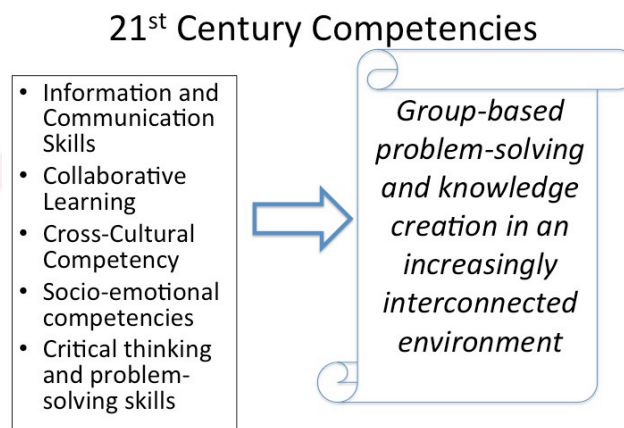 21st Century Competencies
• Information and
Communication
Skills
• Collaborative
Learning
• Cross-Cultural
Competency
• Socio-emotional
competencies
• Critical thinking
and problem-
solving skills
Group-based
problem-solving
and knowledge
creation in an
increasingly
interconnected
environment